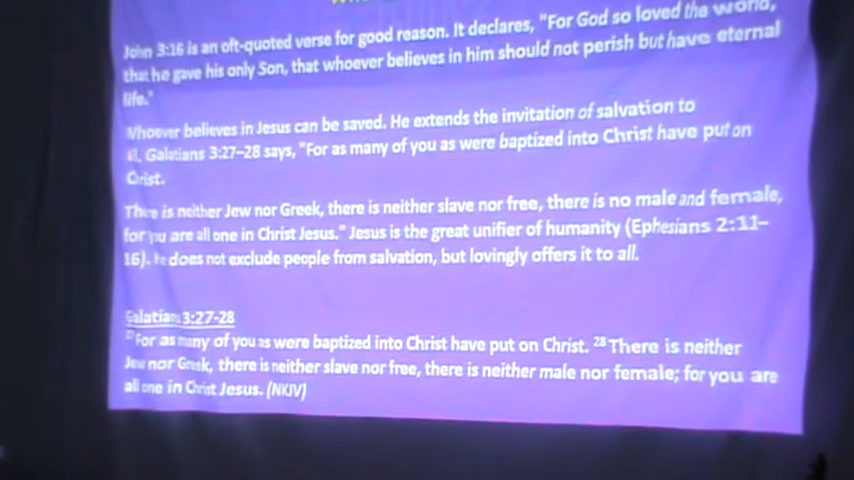 John 3:16 is an oft-quoted verse for good reason. It declares, "For God so loved the world,
that he gave his only Son, that whoever believes in him should not perish but have eternal
life."
Whoever believes in Jesus can be saved. He extends the invitation of salvation to
all. Galatians 3:27–28 says, "For as many of you as were baptized into Christ have put on
Christ.
There is neither Jew nor Greek, there is neither slave nor free, there is no male and female,
for you are all one in Christ Jesus." Jesus is the great unifier of humanity (Ephesians 2:11–
16). He does not exclude people from salvation, but lovingly offers it to all.
Galatians 3:27-28
27 For as many of you as were baptized into Christ have put on Christ. 28 There is neither
Jew nor Greek, there is neither slave nor free, there is neither male nor female; for you are
all one in Christ Jesus. (NKJV)